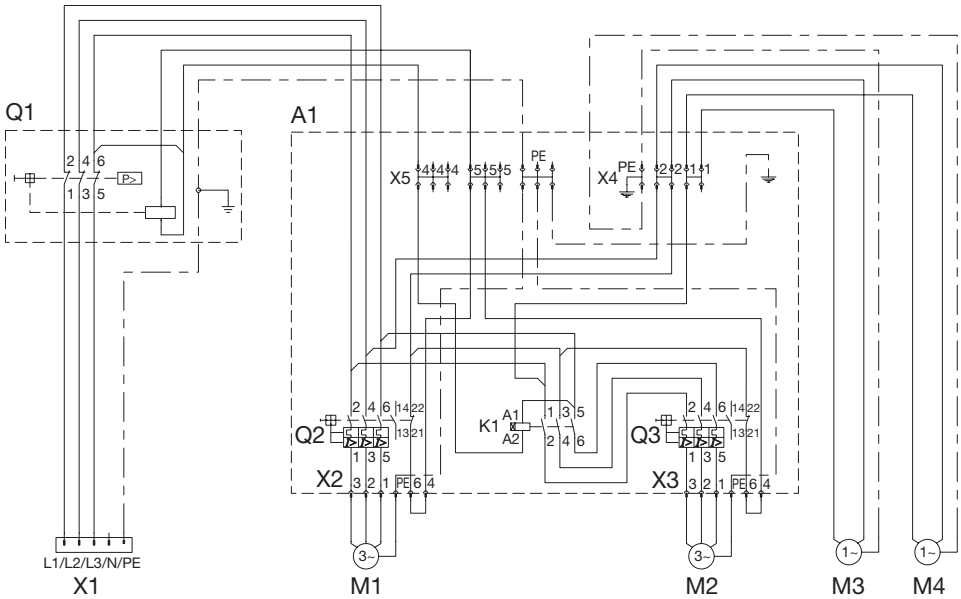 Q1
A1
2 4 6
P>
1 3 5
X5
4 4 4
5 5 5
PE
X4
PE
2 2 1 1
2 4 6 14 22
Q2
I> I> I>
13 21
1 3 5
X2
3 2 1 PE 6 4
K1
A1
A2
1 3 5
2 4 6
2 4 6 14 22
Q3
I> I> I>
13 21
1 3 5
X3
3 2 1 PE 6 4
L1/L2/L3/N/PE
X1
3~
M1
3~
M2
1~
M3
1~
M4